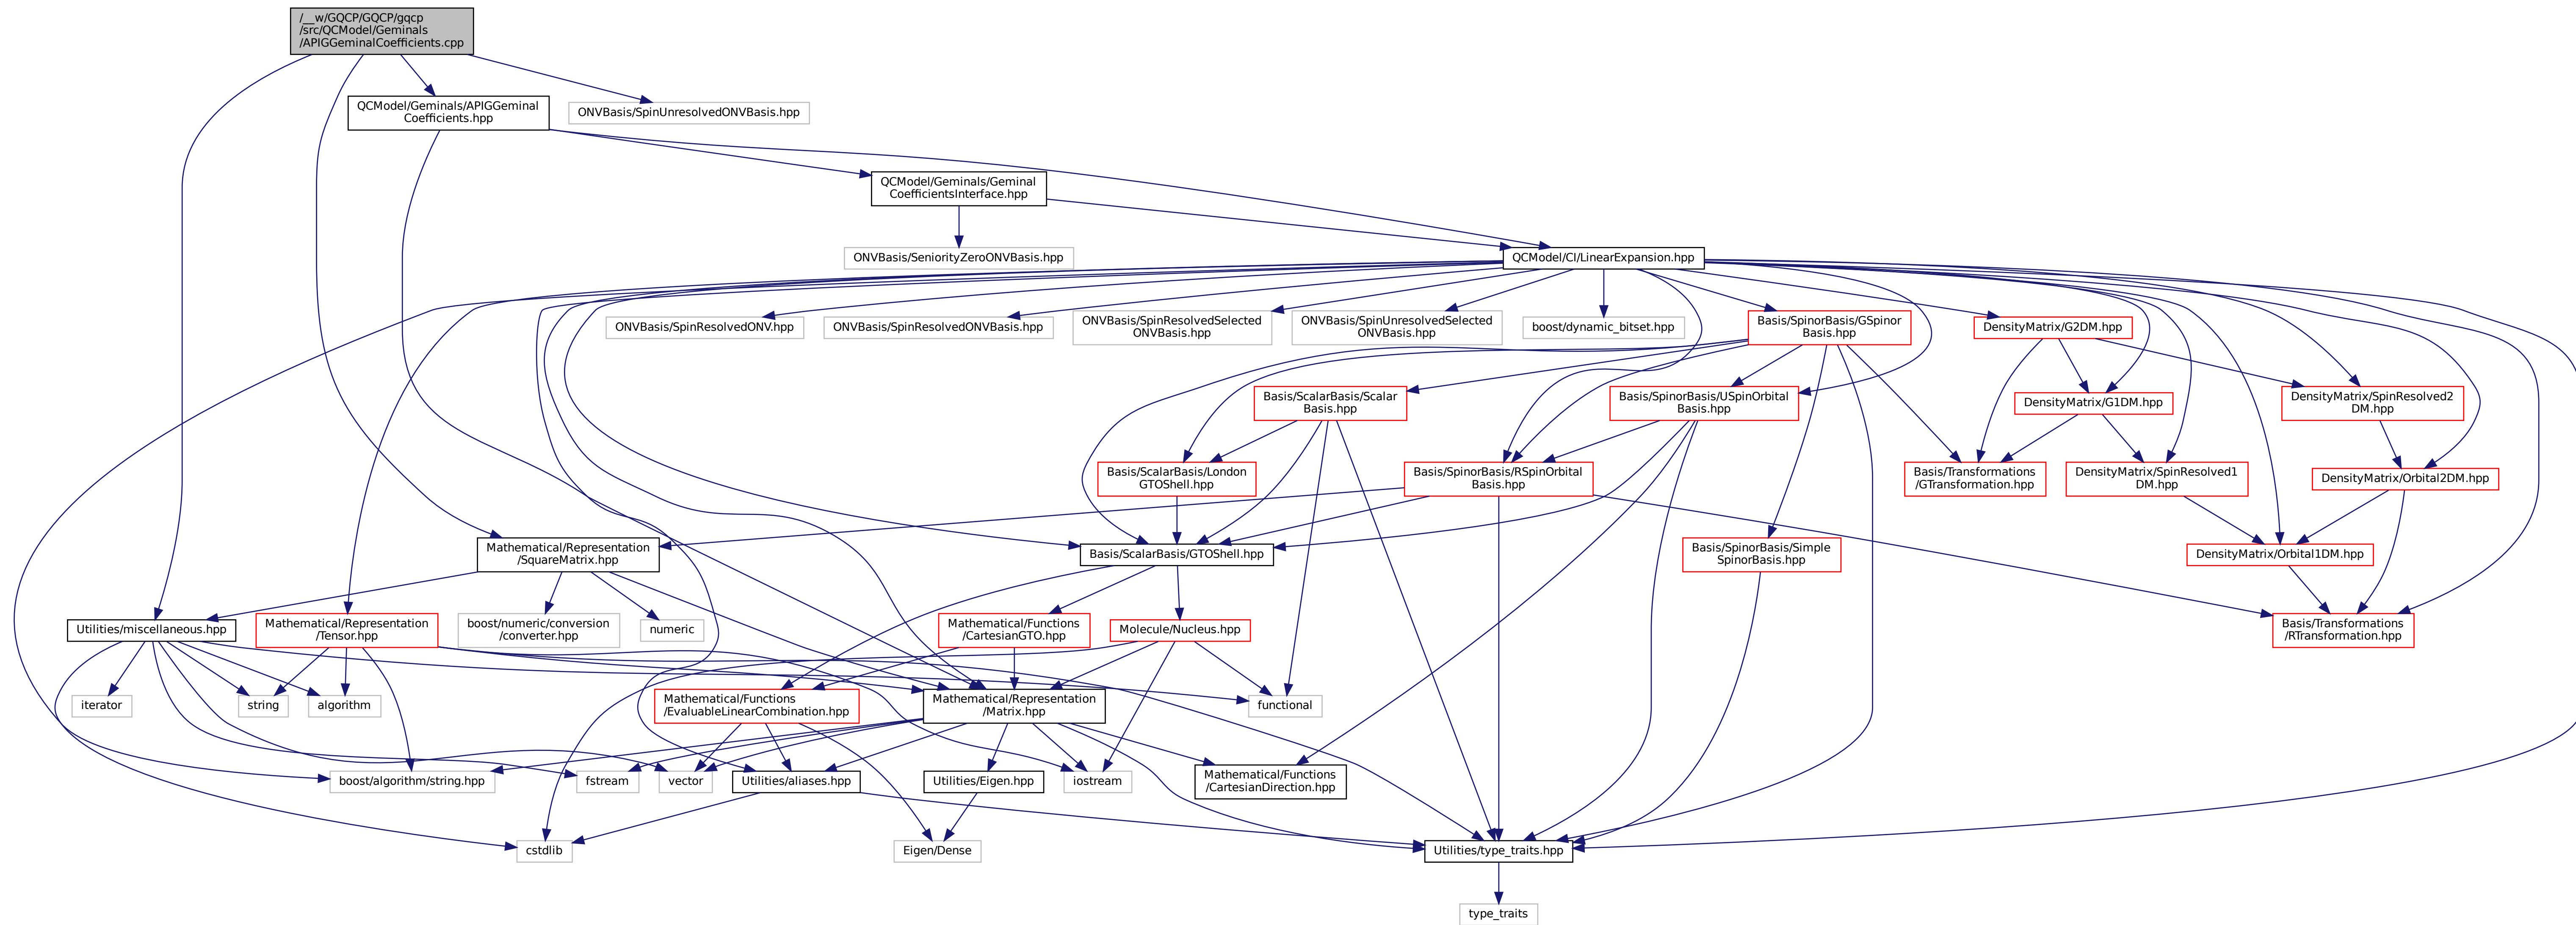 /__w/GQCP/GQCP/gqcp
/src/QCModel/Geminals
/APIGGeminalCoefficients.cpp
QCModel/Geminals/APIGGeminal
Coefficients.hpp
ONVBasis/SpinUnresolvedONVBasis.hpp
QCModel/Geminals/Geminal
CoefficientsInterface.hpp
ONVBasis/SeniorityZeroONVBasis.hpp
QCModel/CI/LinearExpansion.hpp
ONVBasis/SpinResolvedONV.hpp
ONVBasis/SpinResolvedONVBasis.hpp
ONVBasis/SpinResolvedSelected
ONVBasis.hpp
ONVBasis/SpinUnresolvedSelected
ONVBasis.hpp
boost/dynamic_bitset.hpp
Basis/SpinorBasis/GSpinor
Basis.hpp
DensityMatrix/G2DM.hpp
Basis/ScalarBasis/Scalar
Basis.hpp
Basis/SpinorBasis/USpinOrbital
Basis.hpp
DensityMatrix/G1DM.hpp
DensityMatrix/SpinResolved2
DM.hpp
Basis/ScalarBasis/London
GTOShell.hpp
Basis/SpinorBasis/RSpinOrbital
Basis.hpp
Basis/Transformations
/GTransformation.hpp
DensityMatrix/SpinResolved1
DM.hpp
DensityMatrix/Orbital2DM.hpp
Mathematical/Representation
/SquareMatrix.hpp
Basis/ScalarBasis/GTOShell.hpp
Basis/SpinorBasis/Simple
SpinorBasis.hpp
DensityMatrix/Orbital1DM.hpp
Utilities/miscellaneous.hpp
Mathematical/Representation
/Tensor.hpp
boost/numeric/conversion
/converter.hpp
numeric
Mathematical/Functions
/CartesianGTO.hpp
Molecule/Nucleus.hpp
Basis/Transformations
/RTransformation.hpp
iterator
string
algorithm
Mathematical/Functions
/EvaluableLinearCombination.hpp
Mathematical/Representation
/Matrix.hpp
functional
boost/algorithm/string.hpp
fstream
vector
Utilities/aliases.hpp
Utilities/Eigen.hpp
iostream
Mathematical/Functions
/CartesianDirection.hpp
cstdlib
Eigen/Dense
Utilities/type_traits.hpp
type_traits